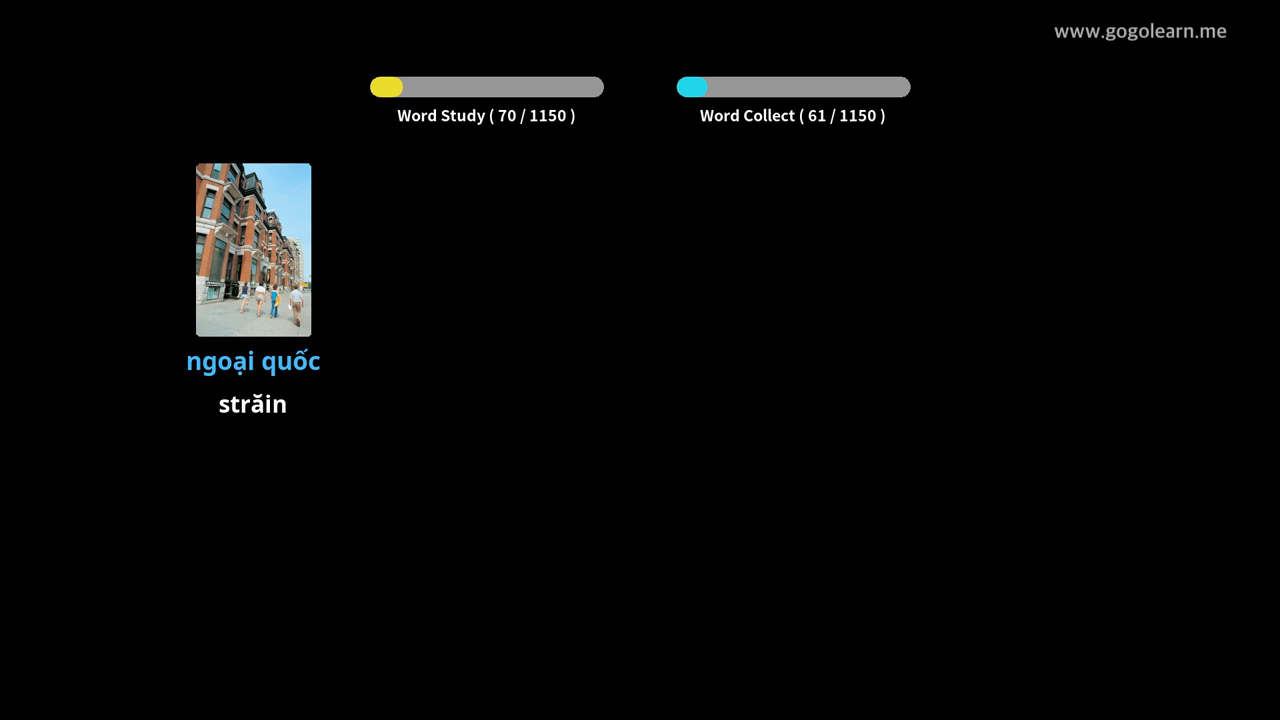 www.gogolearn.me
Word Study ( 70 / 1150 )
Word Collect ( 61 / 1150 )
ngoại quốc
străin